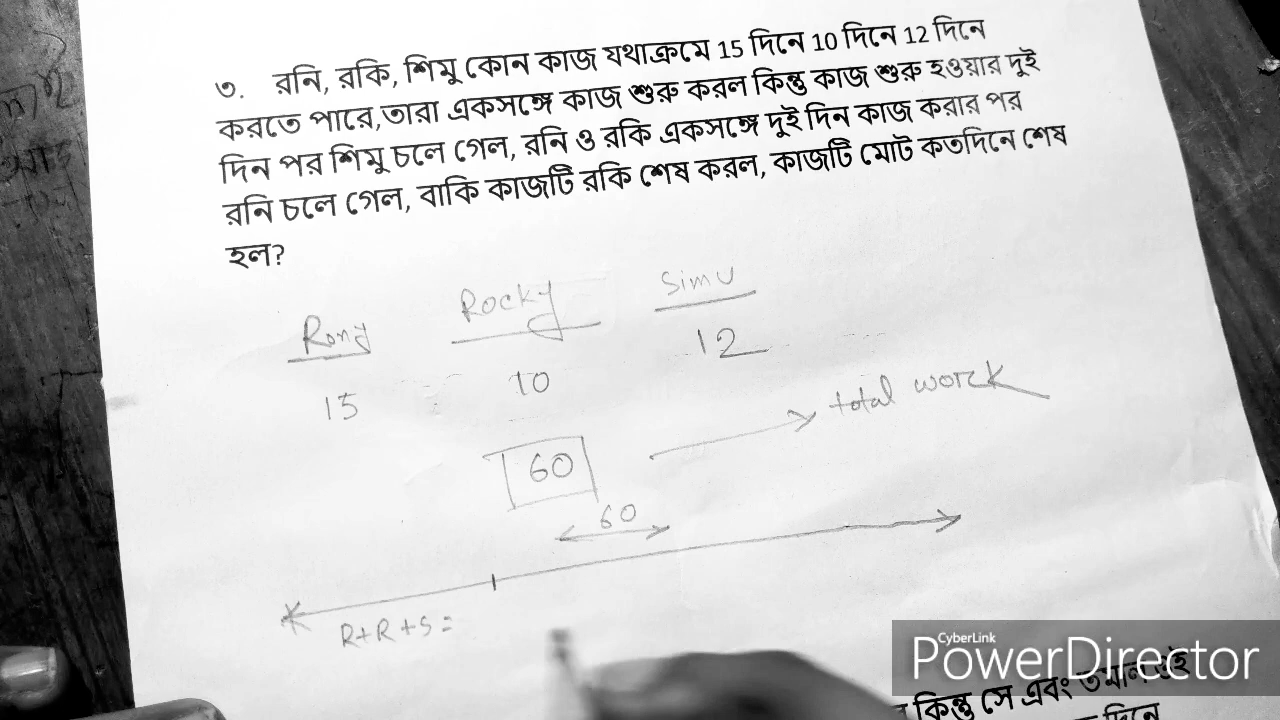 ৩. রনি, রকি, শিমু কোন কাজ যথাক্রমে 15 দিনে 10 দিনে 12 দিনে
করতে পারে,তারা একসঙ্গে কাজ শুরু করল কিন্তু কাজ শুরু হওয়ার দুই
দিন পর শিমু চলে গেল, রনি ও রকি একসঙ্গে দুই দিন কাজ করার পর
রনি চলে গেল, বাকি কাজটি রকি শেষ করল, কাজটি মোট কতদিনে শেষ
হল?
Rony Rocky Simu
15 10 12
60 total work
60
R+R+S=
CyberLink
PowerDirector
কিন্তু সে এবং
দিনে